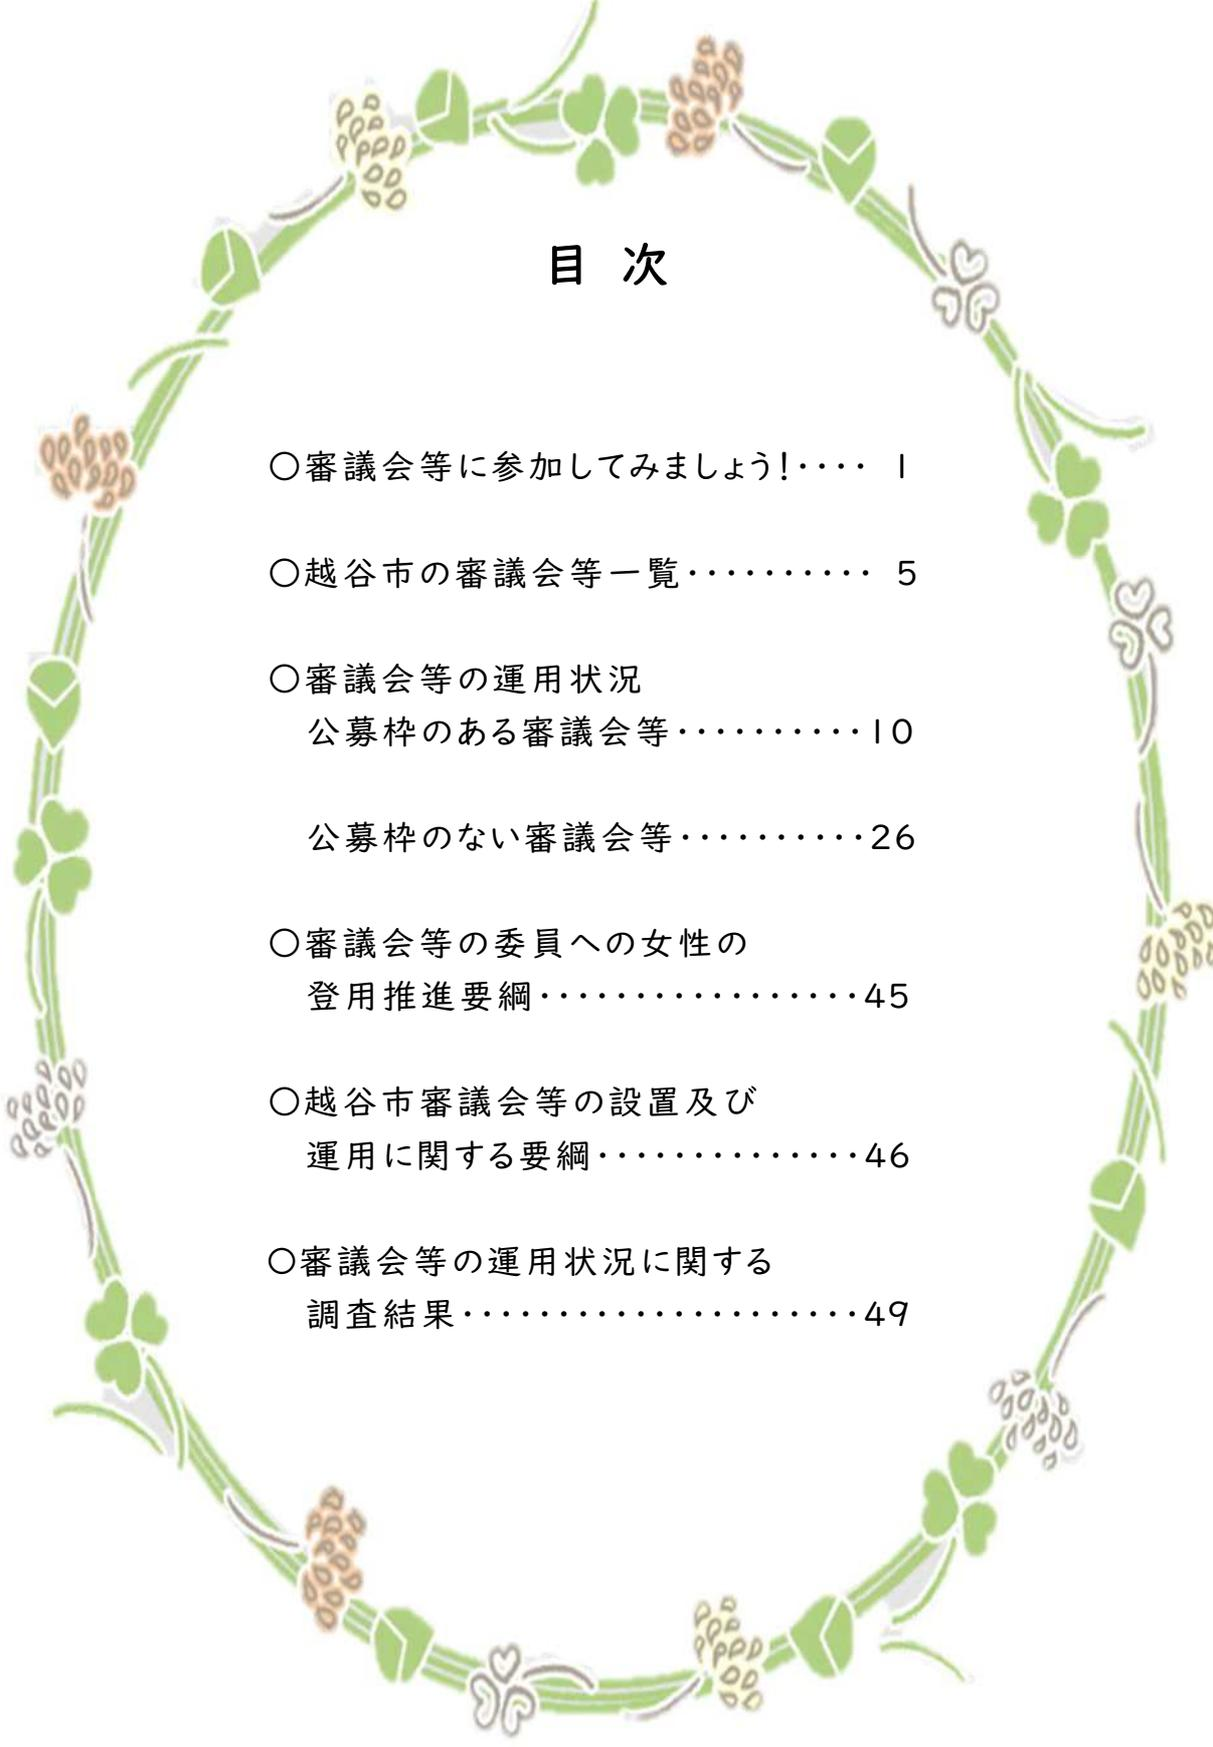 目 次
○審議会等に参加してみましょう!････ 1
○越谷市の審議会等一覧･･････････ 5
○審議会等の運用状況
公募枠のある審議会等･･････････10
公募枠のない審議会等･･････････26
○審議会等の委員への女性の
登用推進要綱･････････････････45
○越谷市審議会等の設置及び
運用に関する要綱･･････････････46
○審議会等の運用状況に関する
調査結果･････････････････････49